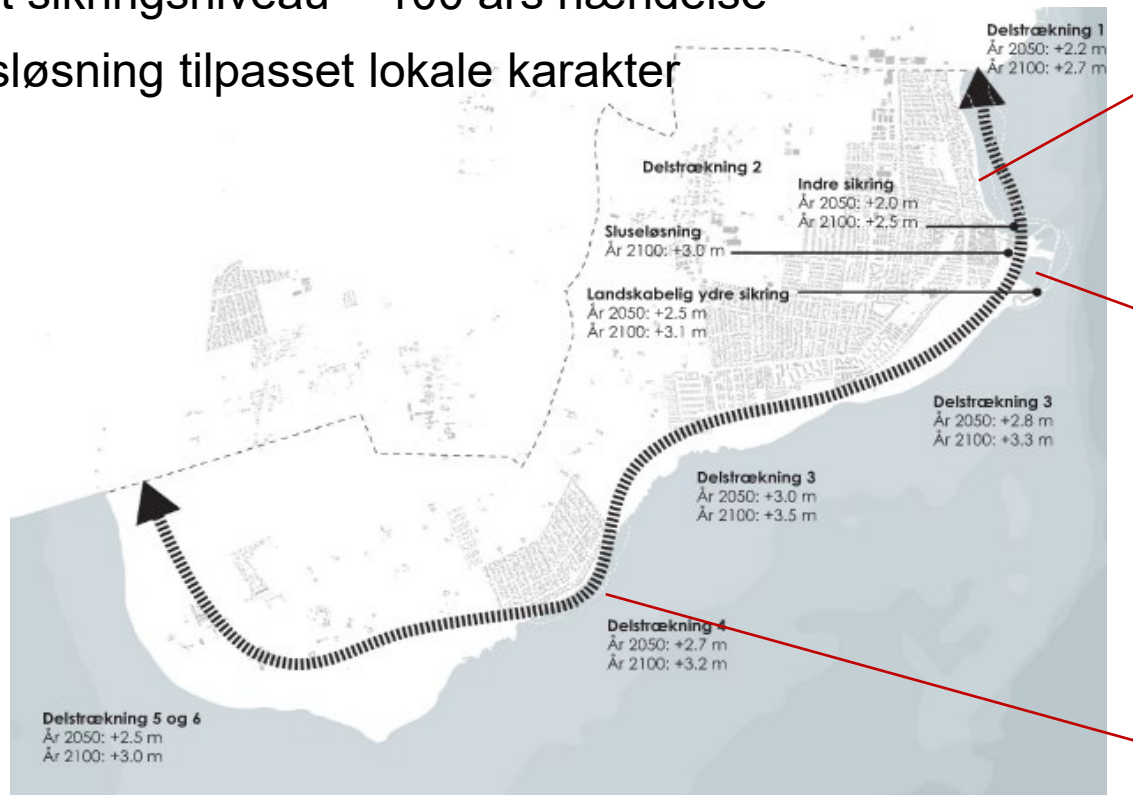 t sikringsniveau
100 års hændelse
sløsning tilpasset lokale karakter
Delstrækning 1
År 2050: +2.2 m
År 2100: +2.7 m
Delstrækning 2
Indre sikring
År 2050: +2.0 m
År 2100: +2.5 m
Sluseløsning
År 2100: +3.0 m
Landskabelig ydre sikring
År 2050: +2.5 m
År 2100: +3.1 m
Delstrækning 3
År 2050: +2.8 m
År 2100: +3.3 m
Delstrækning 3
År 2050: +3.0 m
År 2100: +3.5 m
Delstrækning 4
År 2050: +2.7 m
År 2100: +3.2 m
Delstrækning 5 og 6
År 2050: +2.5 m
År 2100: +3.0 m